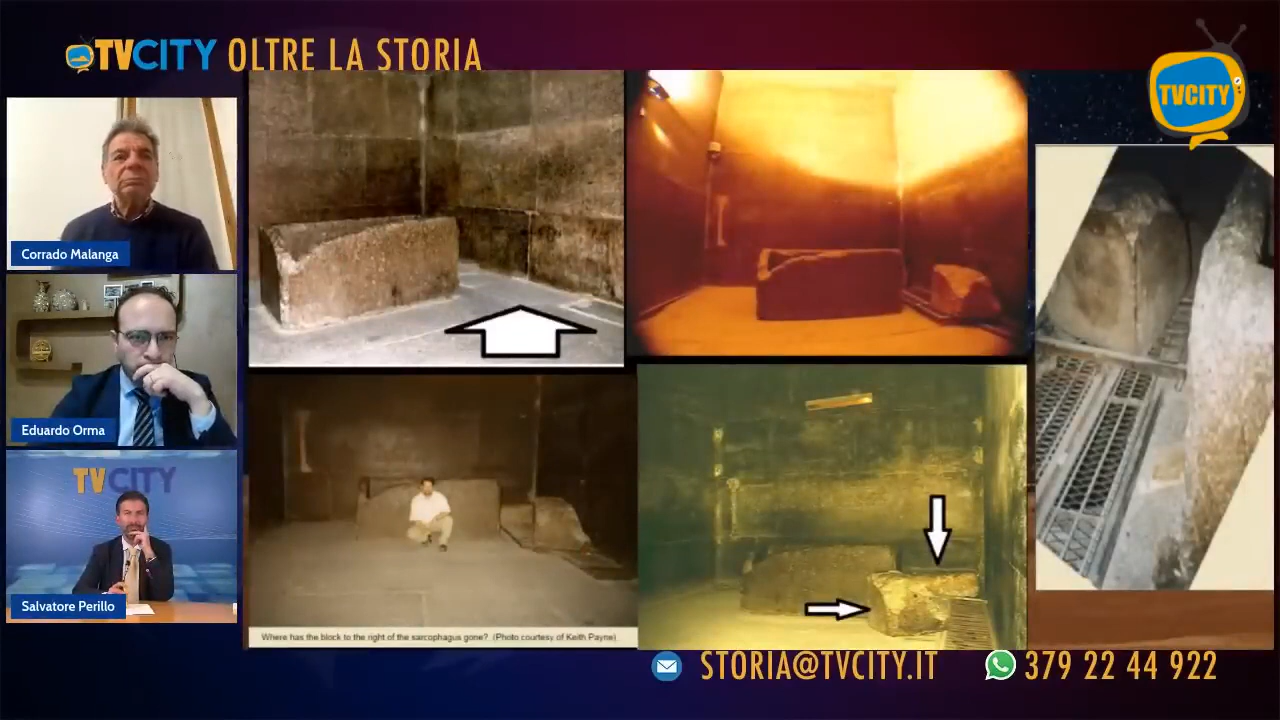 TVCITY OLTRE LA STORIA
TVCITY
Corrado Malanga
Eduardo Orma
TVCITY
Salvatore Perillo
Where has the block to the right of the sarcophagus gone? (Photo courtesy of Keith Payne)
STORIA@TVCITY.IT 379 22 44 922